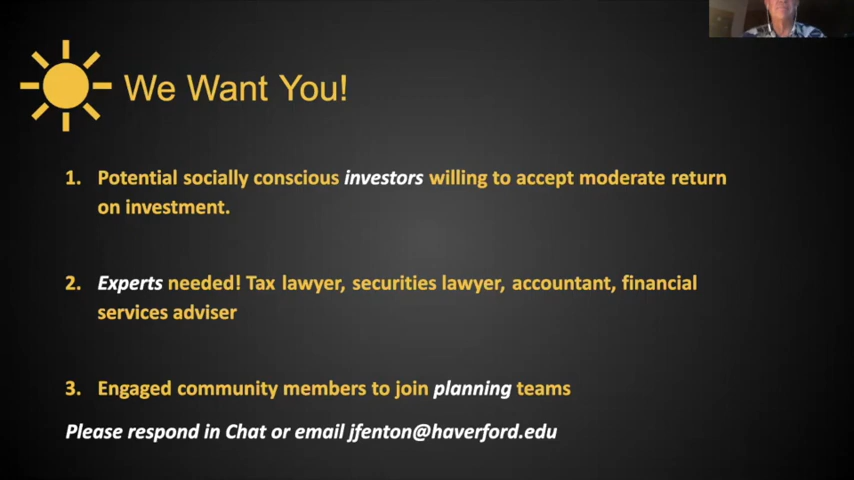 We Want You!
1. Potential socially conscious investors willing to accept moderate return
on investment.
2. Experts needed! Tax lawyer, securities lawyer, accountant, financial
services adviser
3. Engaged community members to join planning teams
Please respond in Chat or email jfenton@haverford.edu